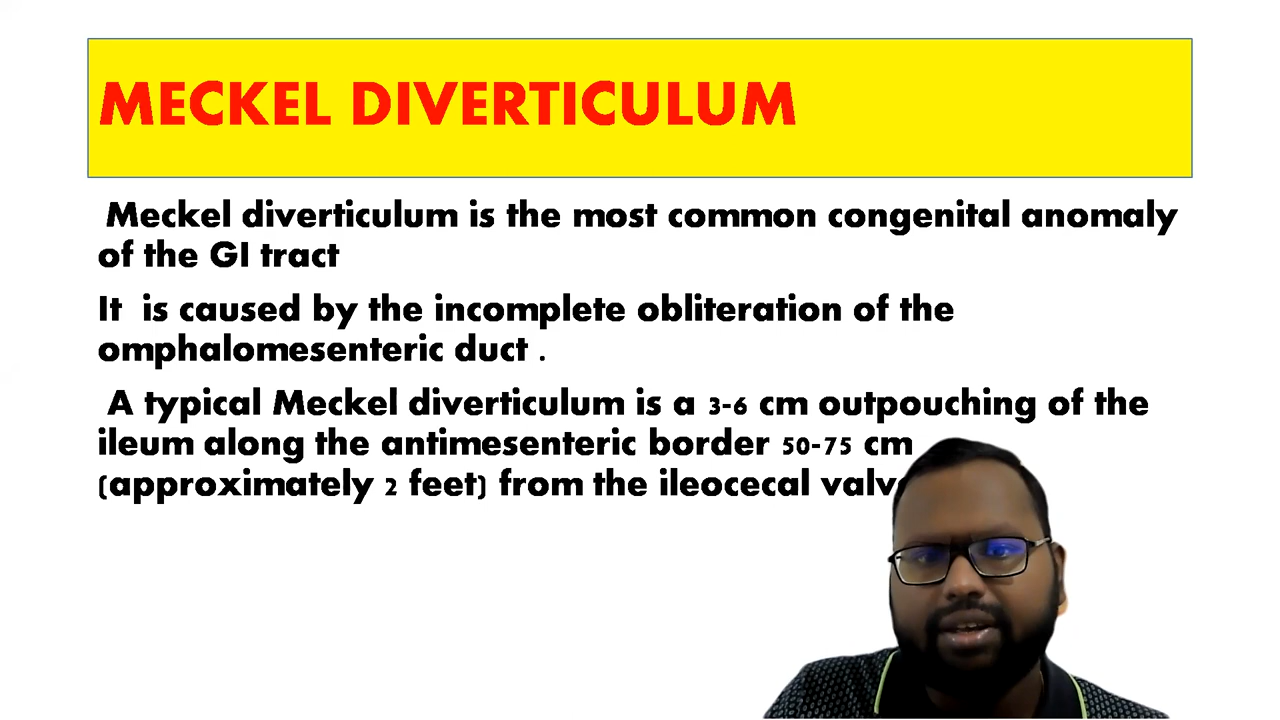 MECKEL DIVERTICULUM
Meckel diverticulum is the most common congenital anomaly
of the GI tract
It is caused by the incomplete obliteration of the
omphalomesenteric duct .
A typical Meckel diverticulum is a 3-6 cm outpouching of the
ileum along the antimesenteric border 50-75 cm
(approximately 2 feet) from the ileocecal